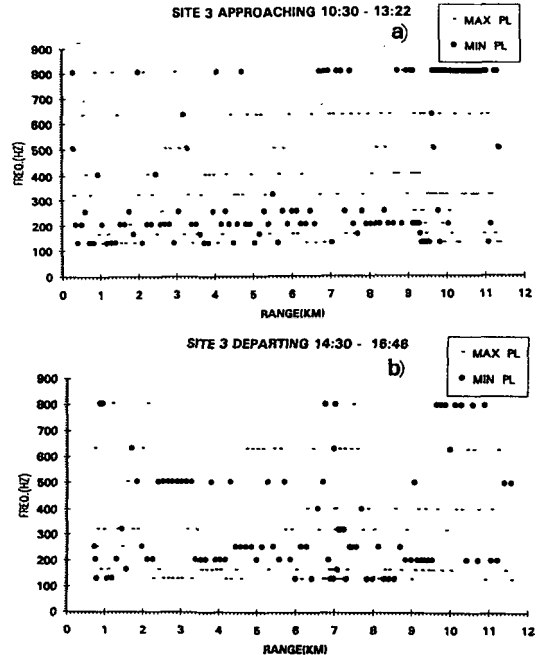 SITE 3 APPROACHING 10:30 - 13:22
a)
- MAX PL
• MIN PL
FREQ.(HZ)
900
800
700
600
500
400
300
200
100
0
0 1 2 3 4 5 6 7 8 9 10 11 12
RANGE(KM)
SITE 3 DEPARTING 14:30 - 16:46
b)
- MAX PL
• MIN PL
FREQ.(HZ)
900
800
700
600
500
400
300
200
100
0
0 1 2 3 4 5 6 7 8 9 10 11 12
RANGE(KM)